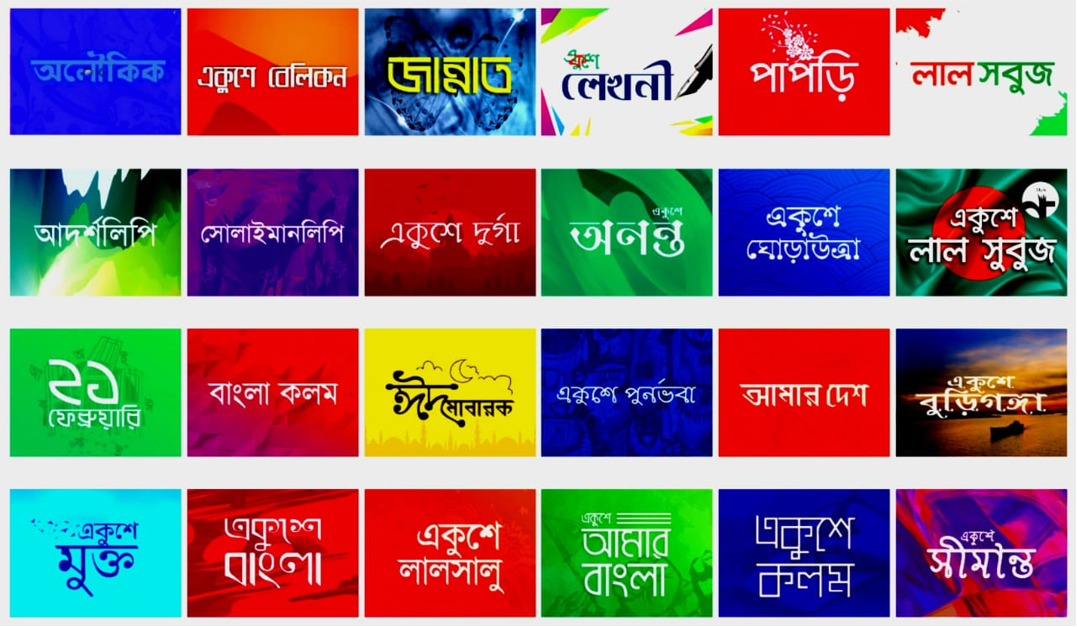 অলৌকিক
একুশে বেলিকন
জান্নাত
একুশে
লেখনী
পাপড়ি
লাল সবুজ
আদর্শলিপি
সোলাইমানলিপি
একুশে দুর্গা
একুশে
অনন্ত
একুশে
ঘোড়াউত্রা
একুশে
লাল সুবুজ
২১
ফেব্রুয়ারি
বাংলা কলম
ঈদ মোবারক
একুশে পুনর্ভবা
আমার দেশ
একুশে
বুড়িগঙ্গা
একুশে
মুক্ত
একুশে
বাংলা
একুশে
লালসালু
একুশে
আমার
বাংলা
একুশে
কলম
একুশে
সীমান্ত